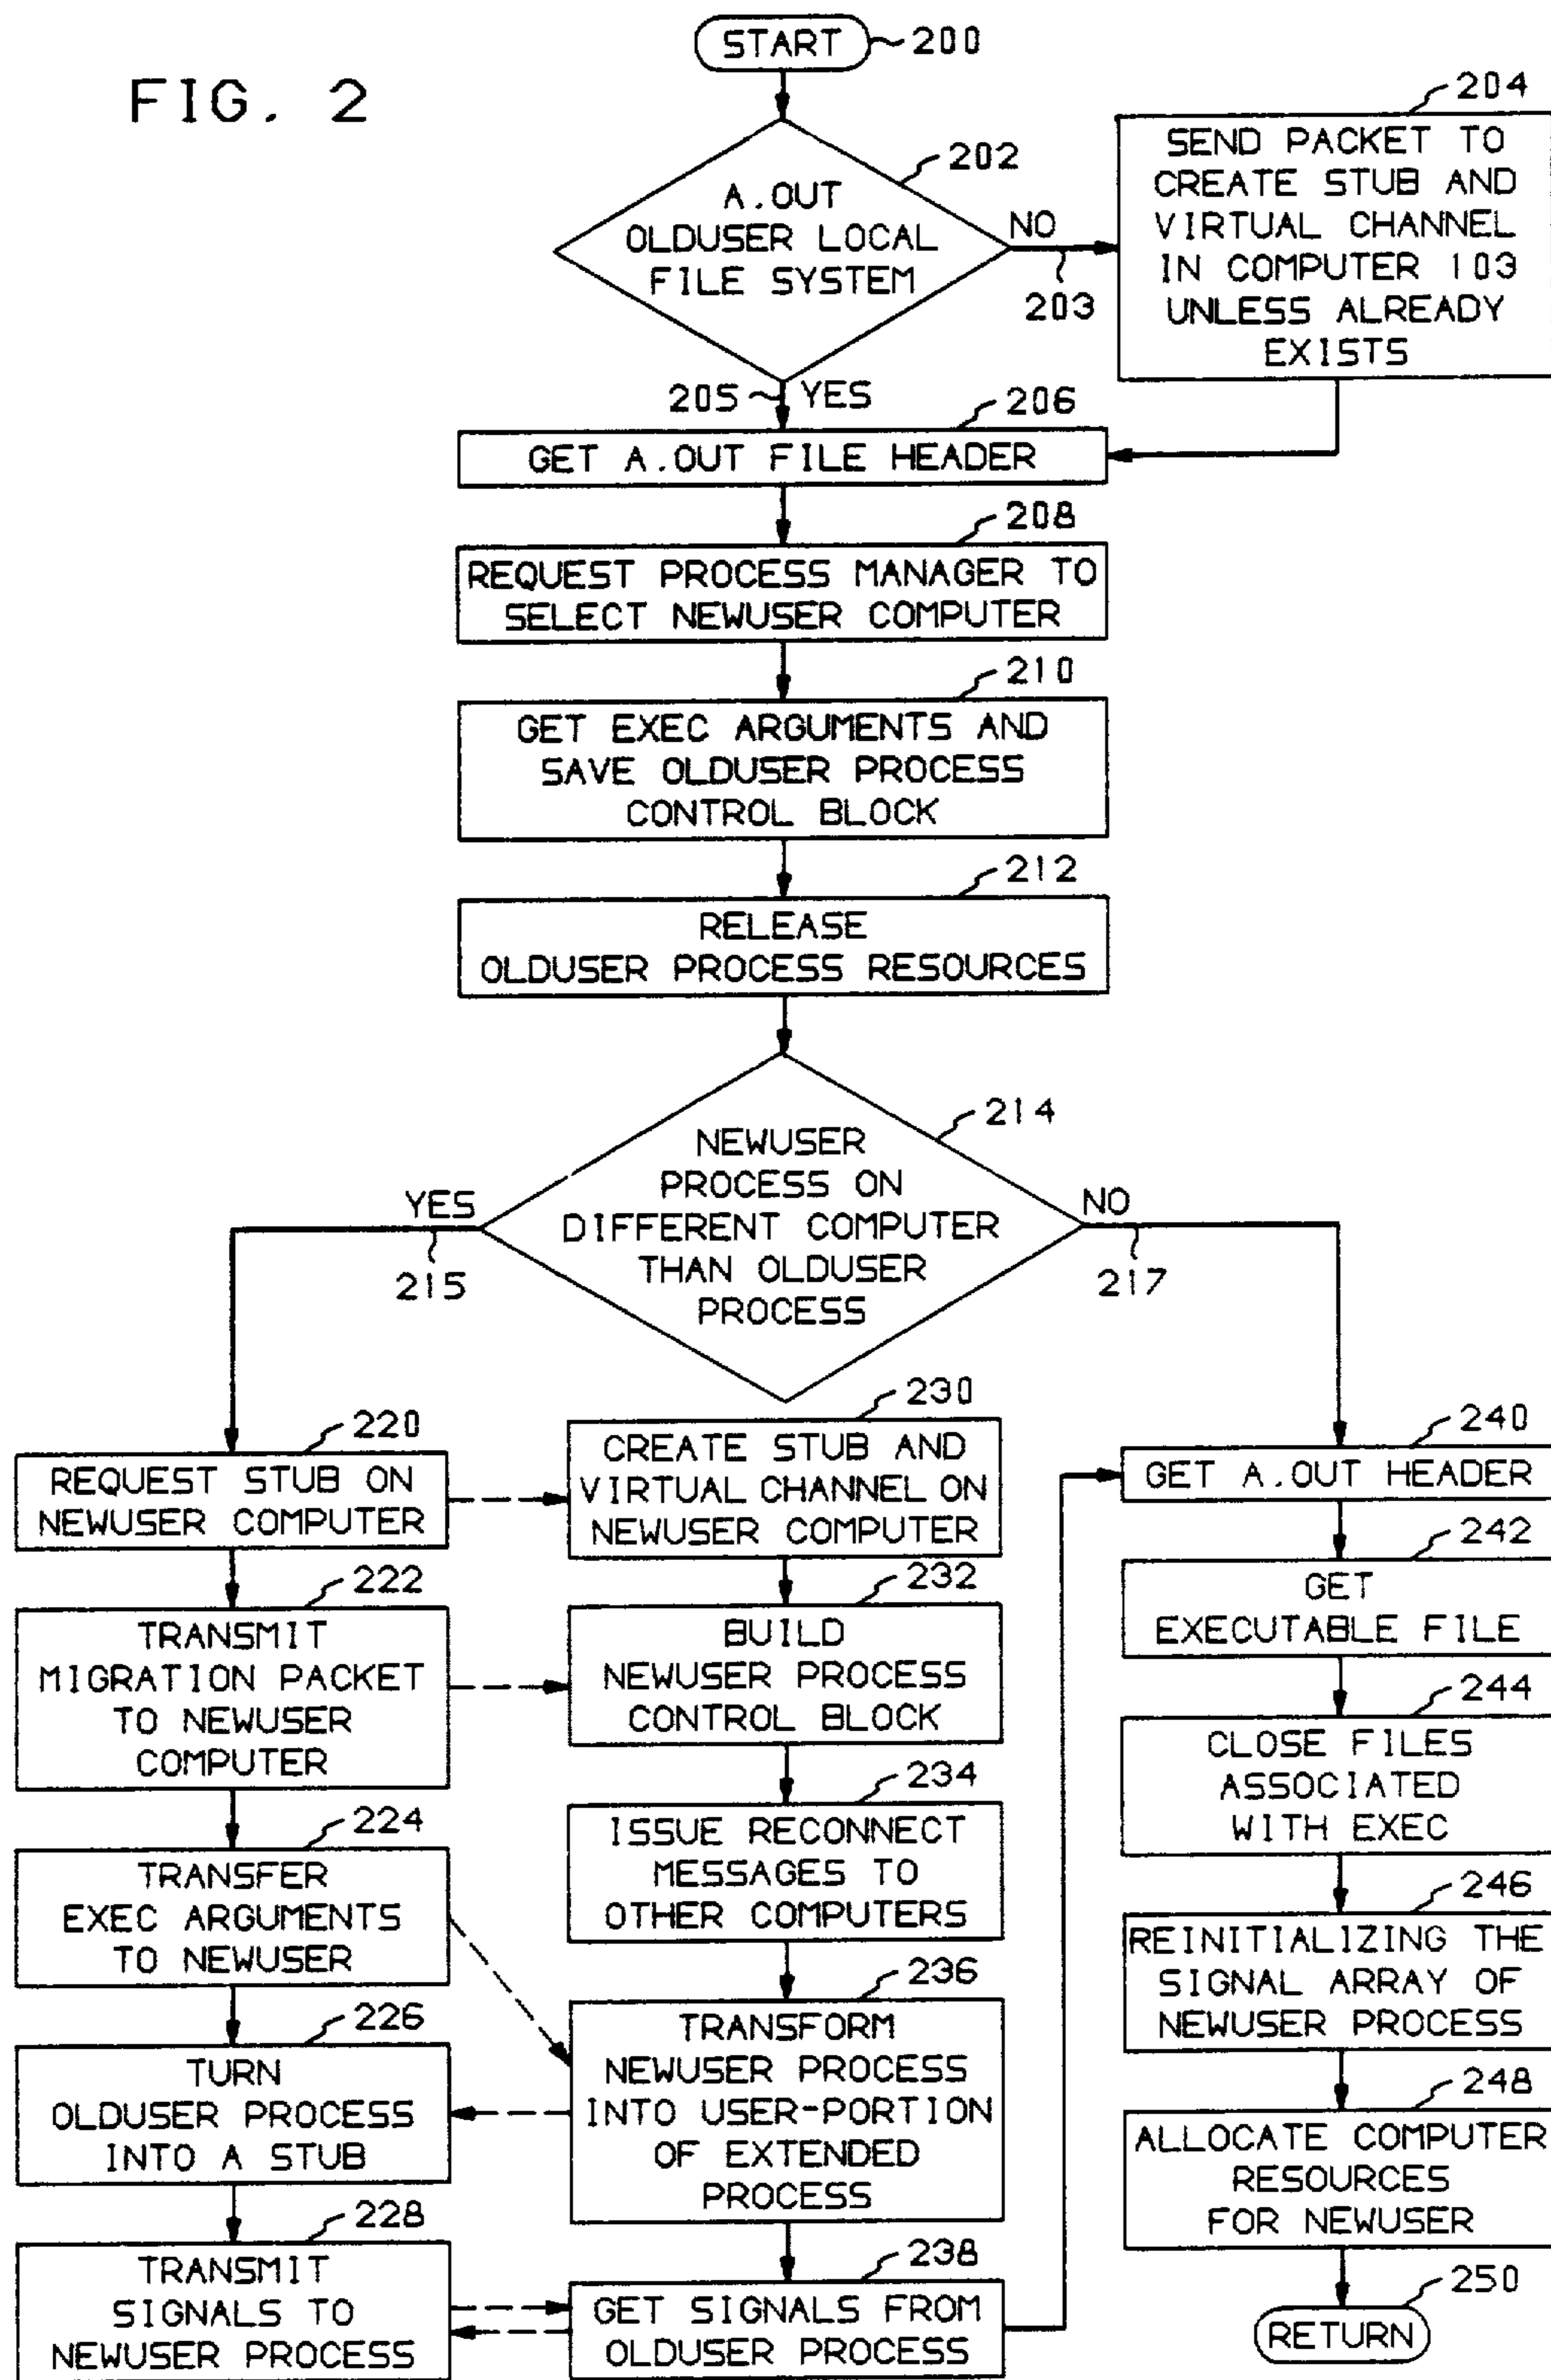 FIG. 2
START
200
A.OUT
OLDUSER LOCAL
FILE SYSTEM
202
NO
203
204
SEND PACKET TO
CREATE STUB AND
VIRTUAL CHANNEL
IN COMPUTER 103
UNLESS ALREADY
EXISTS
205
YES
206
GET A.OUT FILE HEADER
208
REQUEST PROCESS MANAGER TO
SELECT NEWUSER COMPUTER
210
GET EXEC ARGUMENTS AND
SAVE OLDUSER PROCESS
CONTROL BLOCK
212
RELEASE
OLDUSER PROCESS RESOURCES
214
NEWUSER
PROCESS ON
DIFFERENT COMPUTER
THAN OLDUSER
PROCESS
YES
215
NO
217
220
REQUEST STUB ON
NEWUSER COMPUTER
222
TRANSMIT
MIGRATION PACKET
TO NEWUSER
COMPUTER
224
TRANSFER
EXEC ARGUMENTS
TO NEWUSER
226
TURN
OLDUSER PROCESS
INTO A STUB
228
TRANSMIT
SIGNALS TO
NEWUSER PROCESS
230
CREATE STUB AND
VIRTUAL CHANNEL ON
NEWUSER COMPUTER
232
BUILD
NEWUSER PROCESS
CONTROL BLOCK
234
ISSUE RECONNECT
MESSAGES TO
OTHER COMPUTERS
236
TRANSFORM
NEWUSER PROCESS
INTO USER-PORTION
OF EXTENDED
PROCESS
238
GET SIGNALS FROM
OLDUSER PROCESS
240
GET A.OUT HEADER
242
GET
EXECUTABLE FILE
244
CLOSE FILES
ASSOCIATED
WITH EXEC
246
REINITIALIZING THE
SIGNAL ARRAY OF
NEWUSER PROCESS
248
ALLOCATE COMPUTER
RESOURCES
FOR NEWUSER
250
RETURN